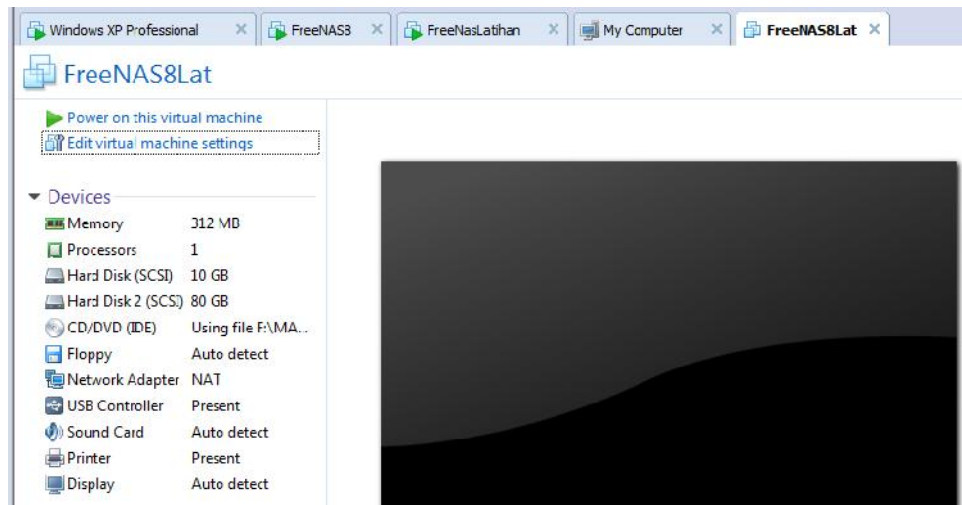 Windows XP Professional FreeNAS8 FreeNasLatihan My Computer FreeNAS8Lat
FreeNAS8Lat
Power on this virtual machine
Edit virtual machine settings
Devices
Memory 312 MB
Processors 1
Hard Disk (SCSI) 10 GB
Hard Disk 2 (SCSI) 80 GB
CD/DVD (IDE) Using file F:\MA...
Floppy Auto detect
Network Adapter NAT
USB Controller Present
Sound Card Auto detect
Printer Present
Display Auto detect